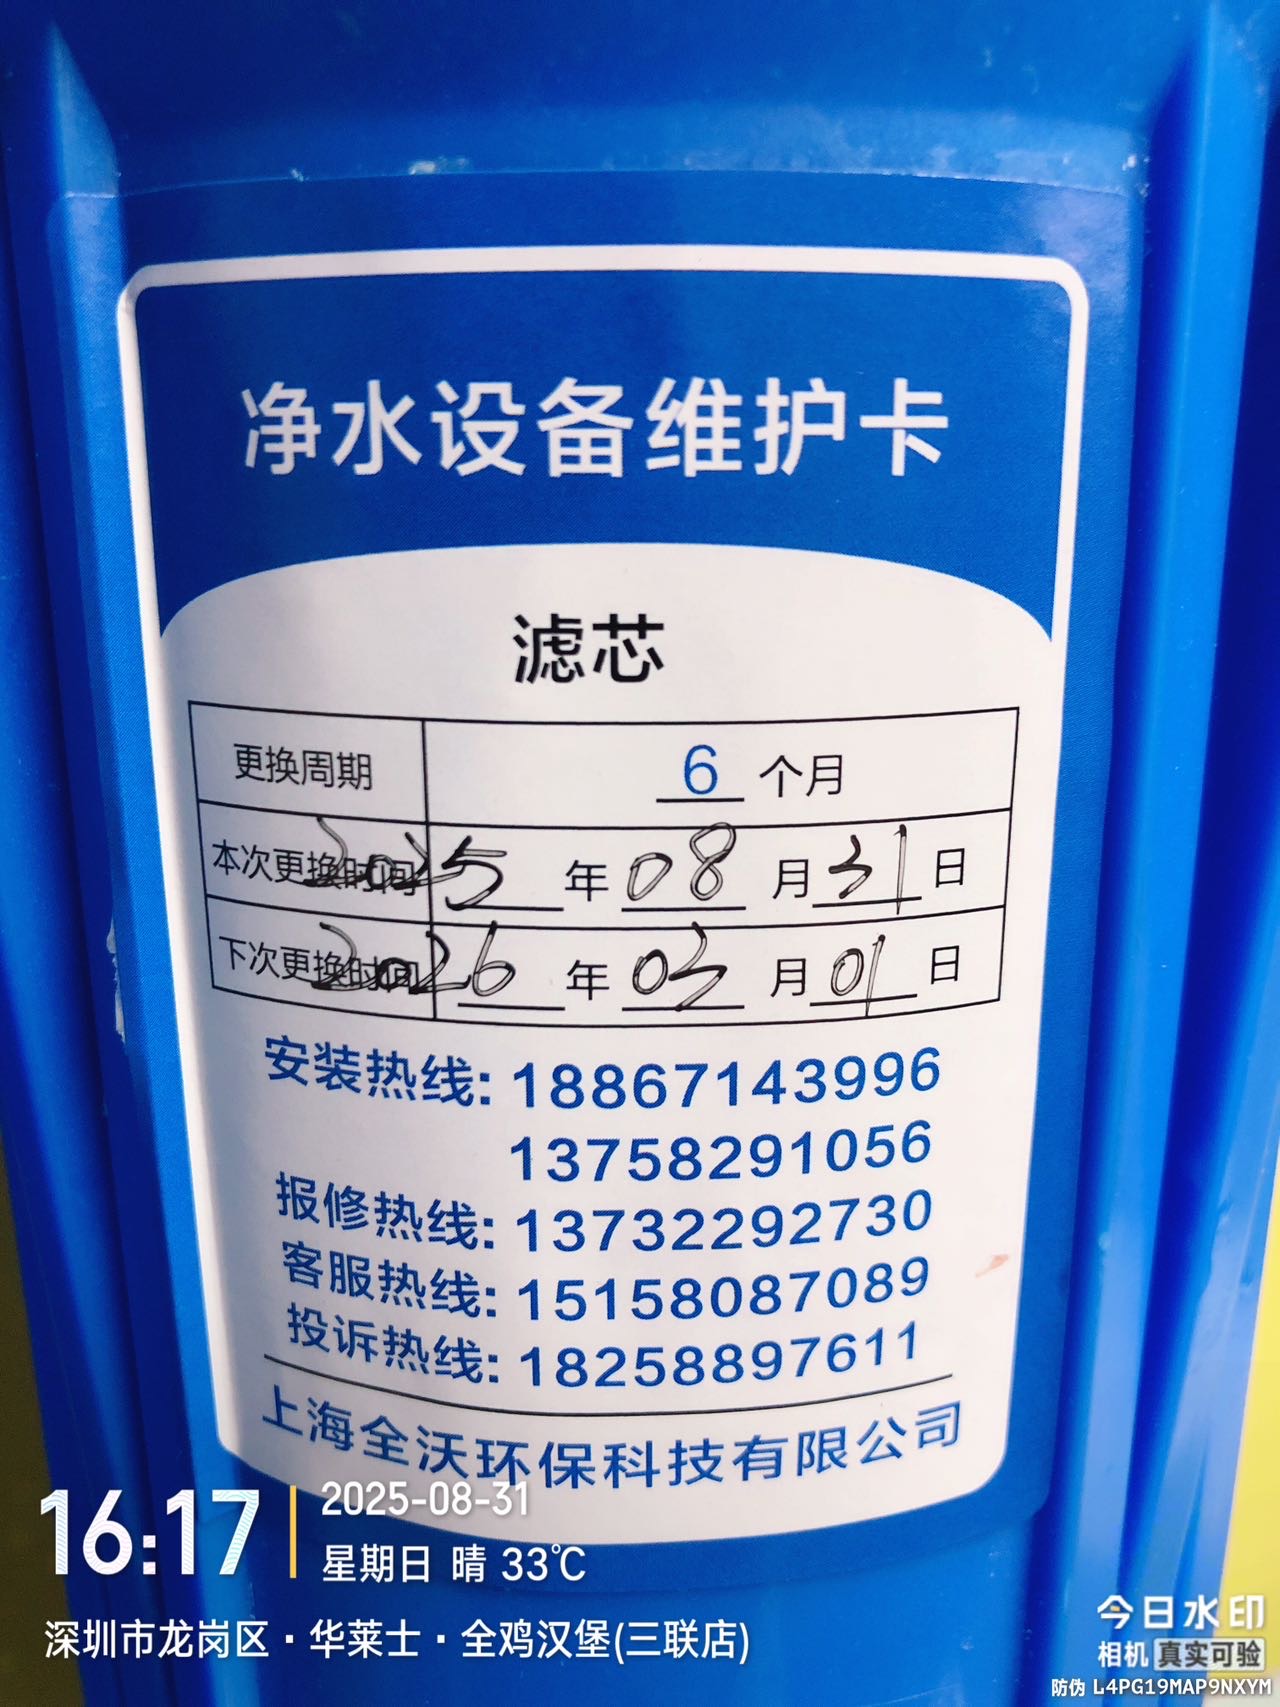 净水设备维护卡
滤芯
更换周期 6 个月
本次更换时间 2025 年 08 月 31 日
下次更换时间 2026 年 03 月 01 日
安装热线: 18867143996
13758291056
报修热线: 13732292730
客服热线: 15158087089
投诉热线: 18258897611
上海全沃环保科技有限公司
16:17 2025-08-31
星期日 晴 33℃
深圳市龙岗区·华莱士·全鸡汉堡(三联店)
今日水印
相机 真实可验
防伪 L4PG19MAP9NXYM